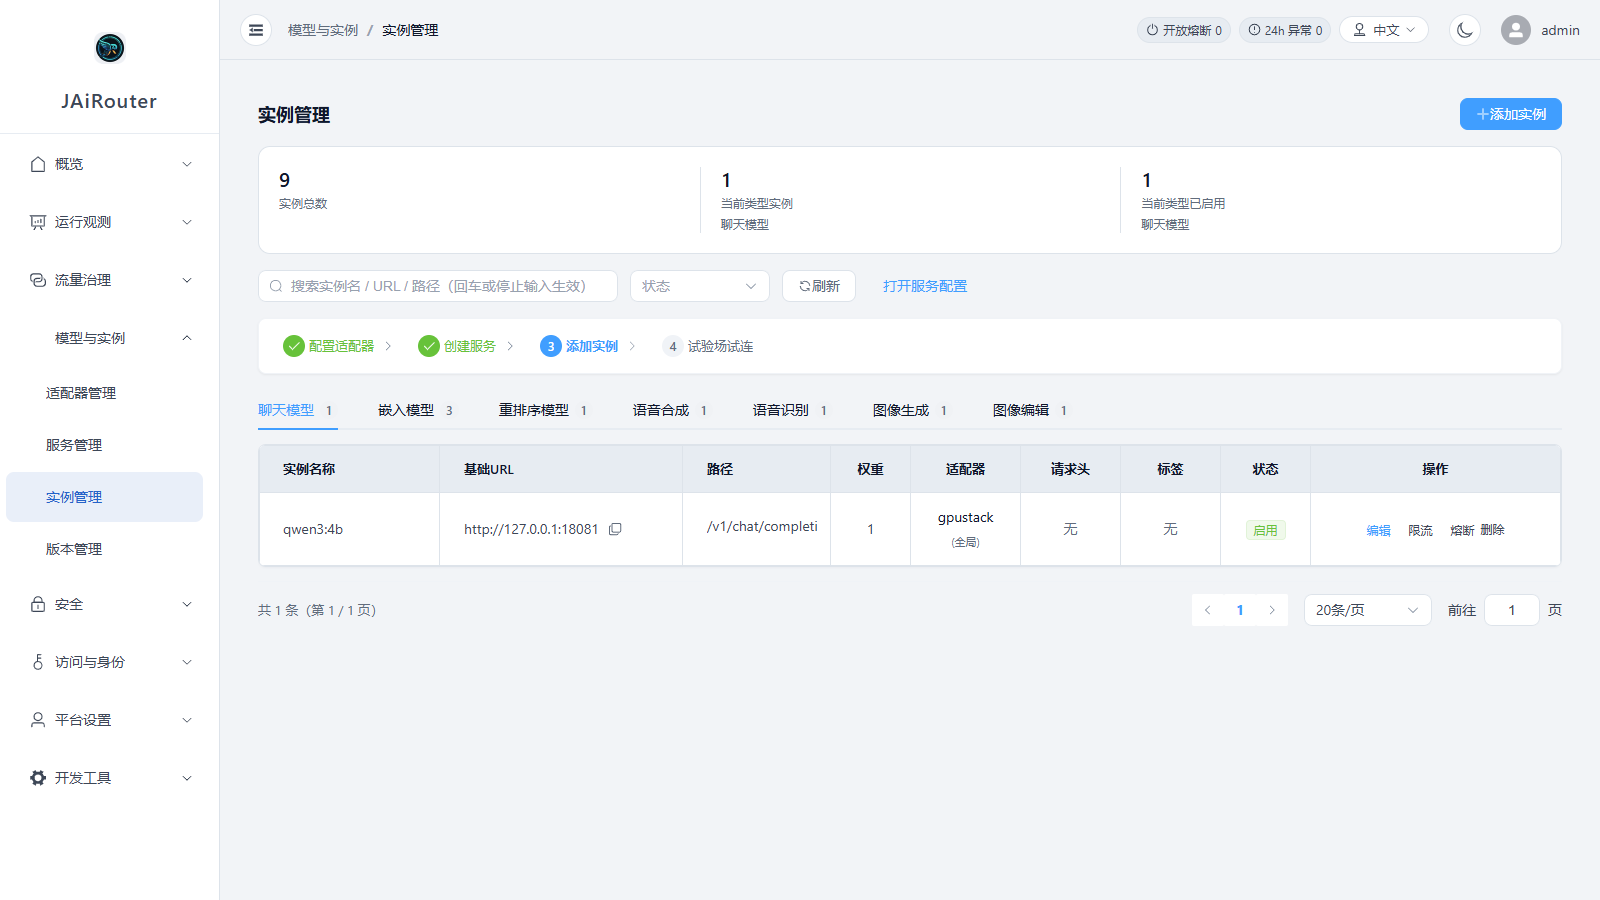 JAiRouter
概览
运行观测
流量治理
模型与实例
适配器管理
服务管理
实例管理
版本管理
安全
访问与身份
平台设置
开发工具
模型与实例 / 实例管理
开放熔断 0
24h 异常 0
中文
admin
实例管理
添加实例
9
实例总数
1
当前类型实例
聊天模型
1
当前类型已启用
聊天模型
搜索实例名 / URL / 路径（回车或停止输入生效）
状态
刷新
打开服务配置
配置适配器
创建服务
3 添加实例
4 试验场试连
聊天模型 1
嵌入模型 3
重排序模型 1
语音合成 1
语音识别 1
图像生成 1
图像编辑 1
实例名称 基础URL 路径 权重 适配器 请求头 标签 状态 操作
qwen3:4b http://127.0.0.1:18081 /v1/chat/completi 1 gpustack 无 无 启用 编辑 限流 熔断 删除
(全局)
共 1 条（第 1 / 1 页）
1
20条/页
前往 1 页